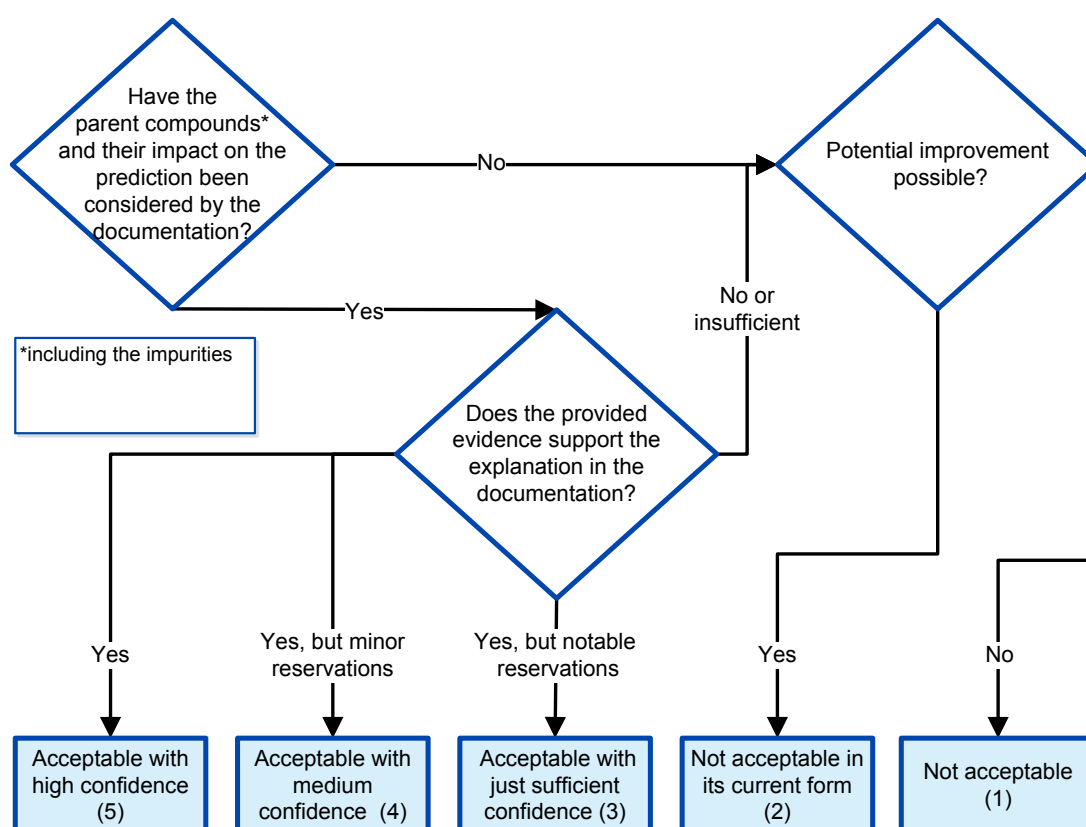 Have the
parent compounds*
and their impact on the
prediction been
considered by the
documentation?
No
Potential improvement
possible?
Yes
No or
insufficient
*including the impurities
Does the provided
evidence support the
explanation in the
documentation?
Yes
Yes, but minor
reservations
Yes, but notable
reservations
Yes
No
Acceptable with
high confidence
(5)
Acceptable with
medium
confidence  (4)
Acceptable with
just sufficient
confidence (3)
Not acceptable in
its current form
(2)
Not acceptable
(1)